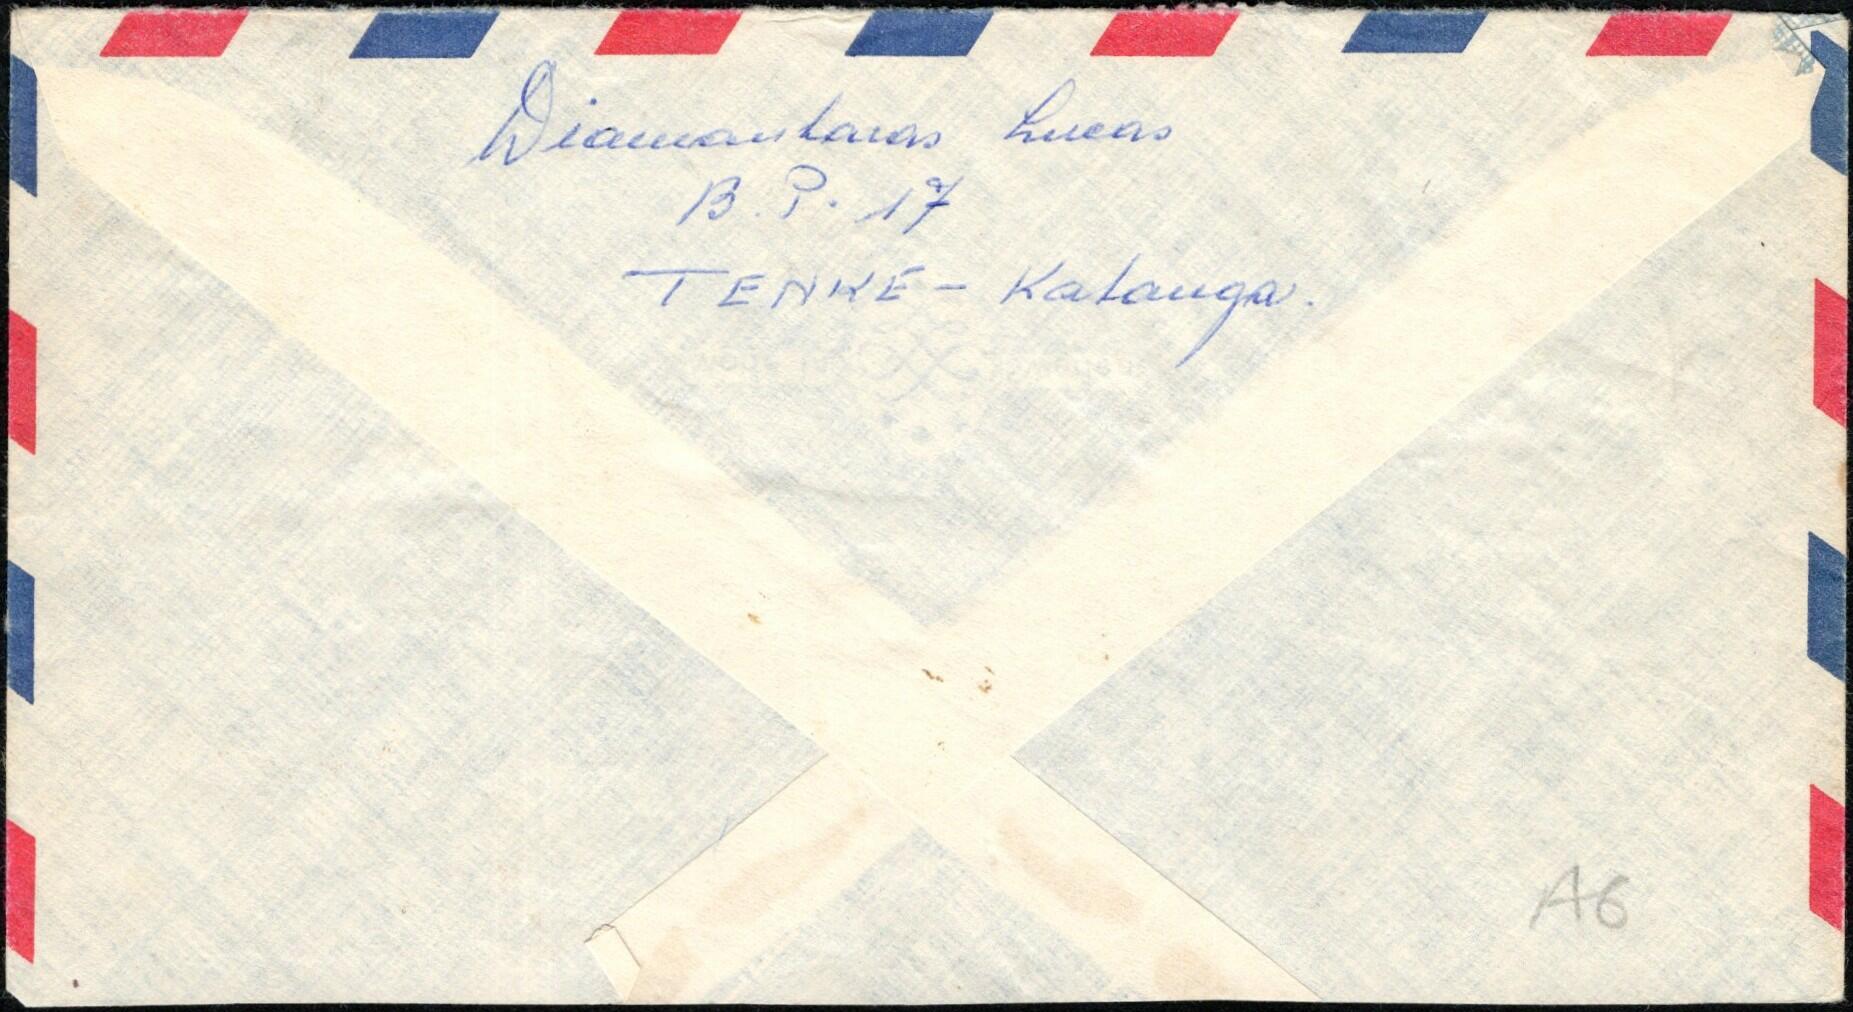 Diamantaras Lucas
B.P. 17
TENKE - Katanga.
A6